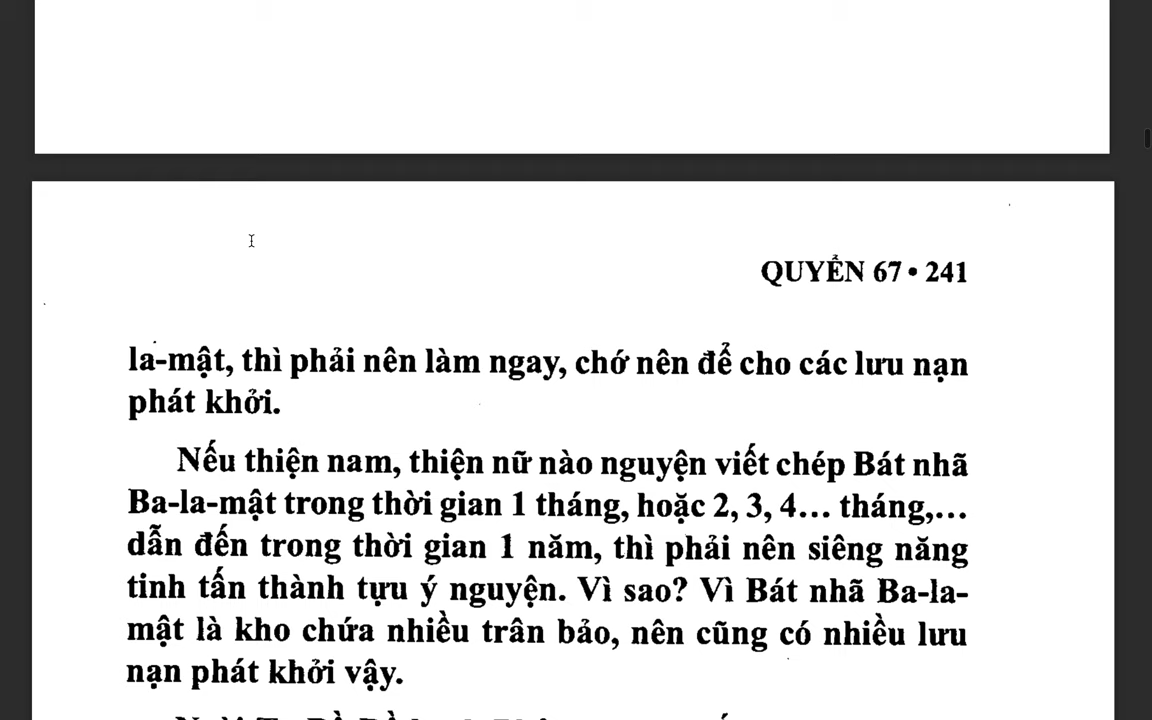 QUYỂN 67 • 241
la-mật, thì phải nên làm ngay, chớ nên để cho các lưu nạn
phát khởi.
Nếu thiện nam, thiện nữ nào nguyện viết chép Bát nhã
Ba-la-mật trong thời gian 1 tháng, hoặc 2, 3, 4... tháng,...
dẫn đến trong thời gian 1 năm, thì phải nên siêng năng
tinh tấn thành tựu ý nguyện. Vì sao? Vì Bát nhã Ba-la-
mật là kho chứa nhiều trân bảo, nên cũng có nhiều lưu
nạn phát khởi vậy.